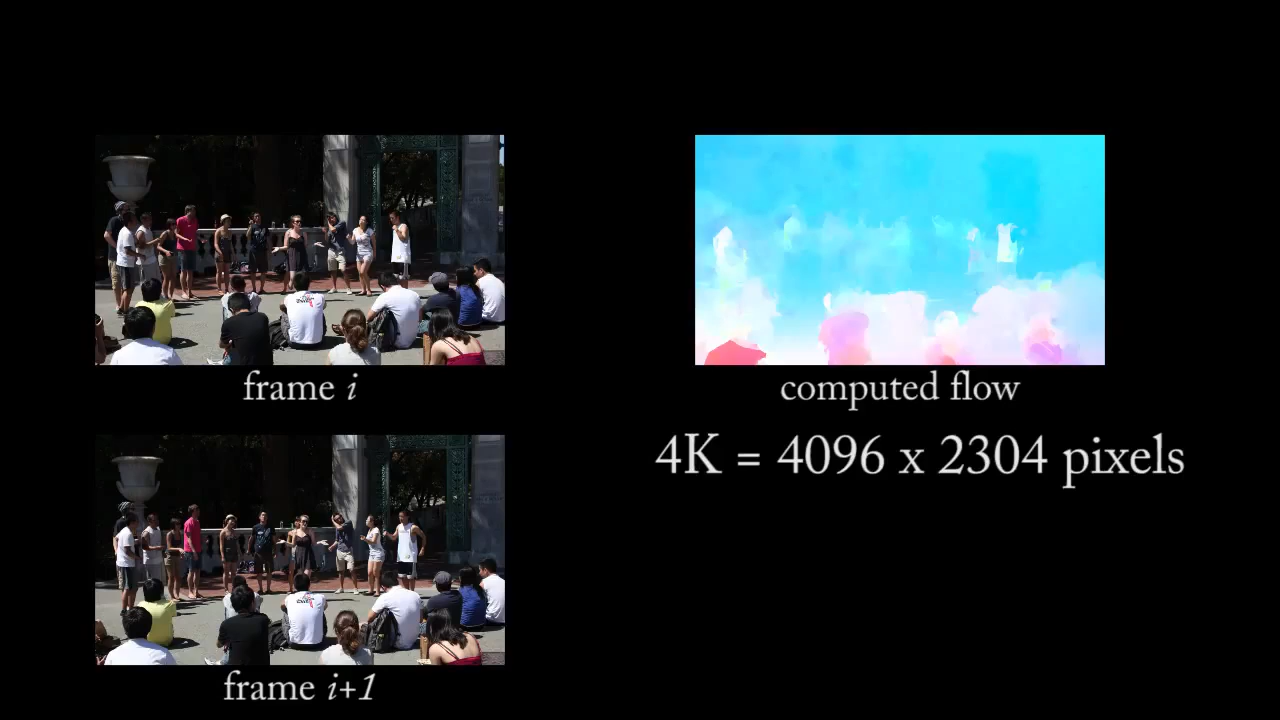 frame i
computed flow
4K = 4096 x 2304 pixels
frame i+1